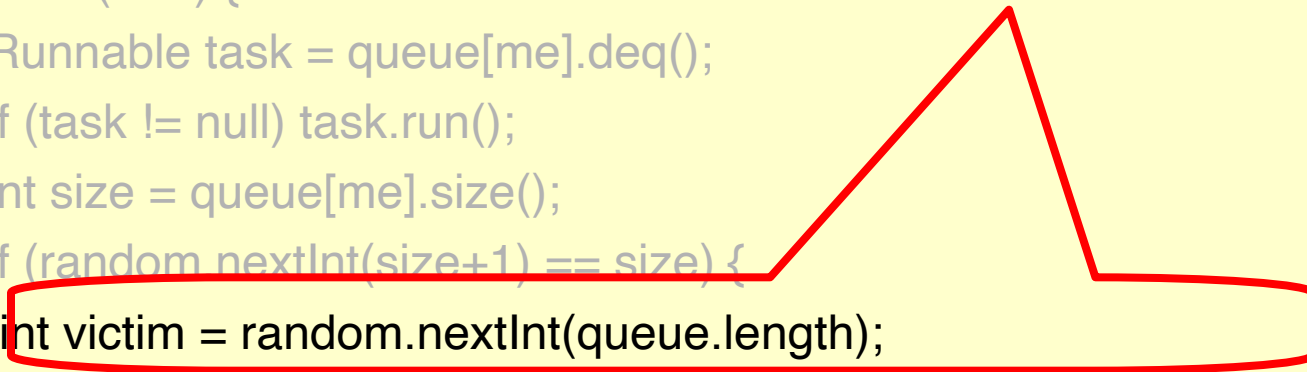 Runnable task = queue[me].deq();
f (task != null) task.run();
nt size = queue[me].size();
f (random.nextInt(size+1) == size) {
int victim = random.nextInt(queue.length);